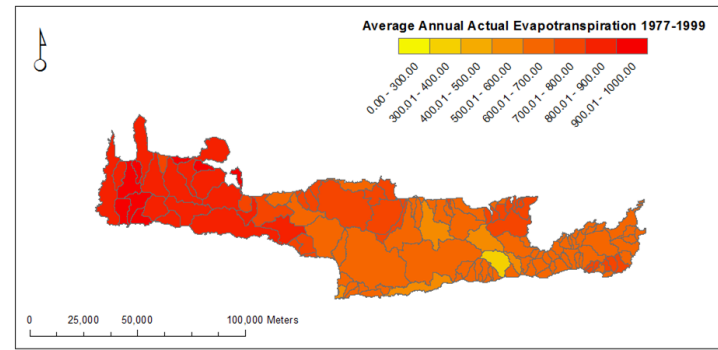 Average Annual Actual Evapotranspiration 1977-1999
0.00 - 300.00
300.01 - 400.00
400.01 - 500.00
500.01 - 600.00
600.01 - 700.00
700.01 - 800.00
800.01 - 900.00
900.01 - 1000.00
0 25,000 50,000 100,000 Meters